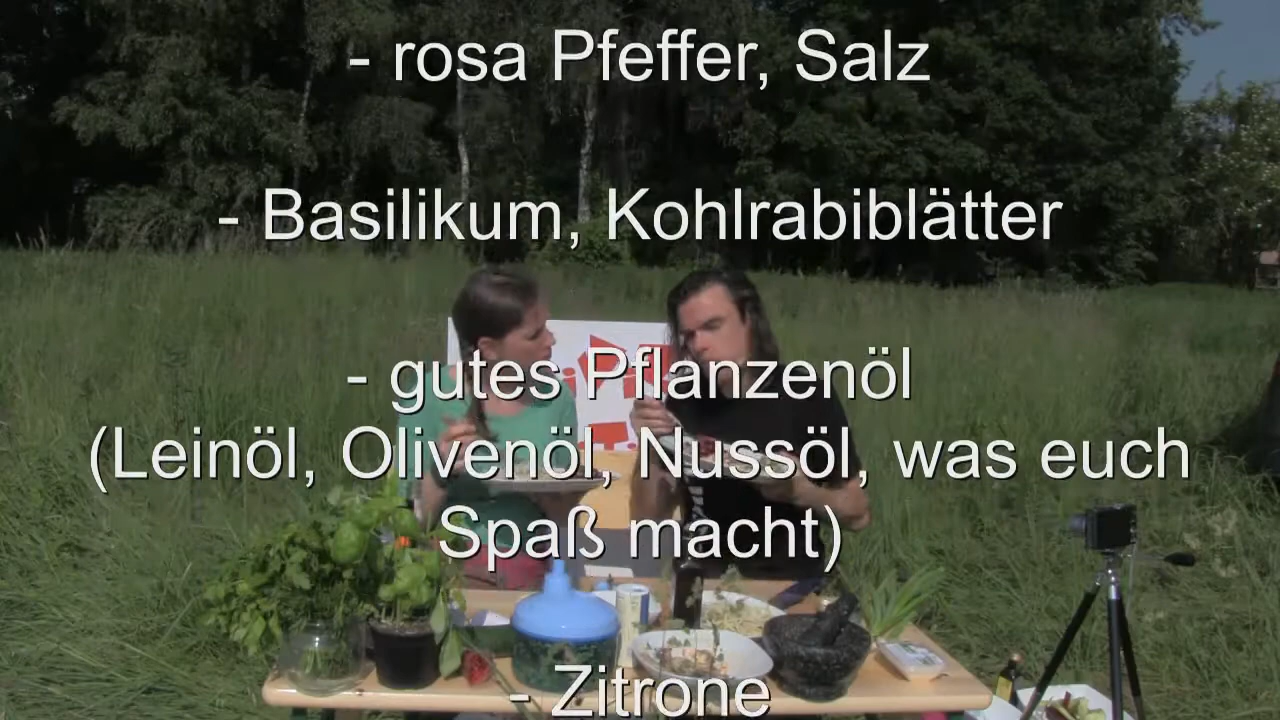 - rosa Pfeffer, Salz
- Basilikum, Kohlrabiblätter
- gutes Pflanzenöl
(Leinöl, Olivenöl, Nussöl, was euch
Spaß macht)
- Zitrone